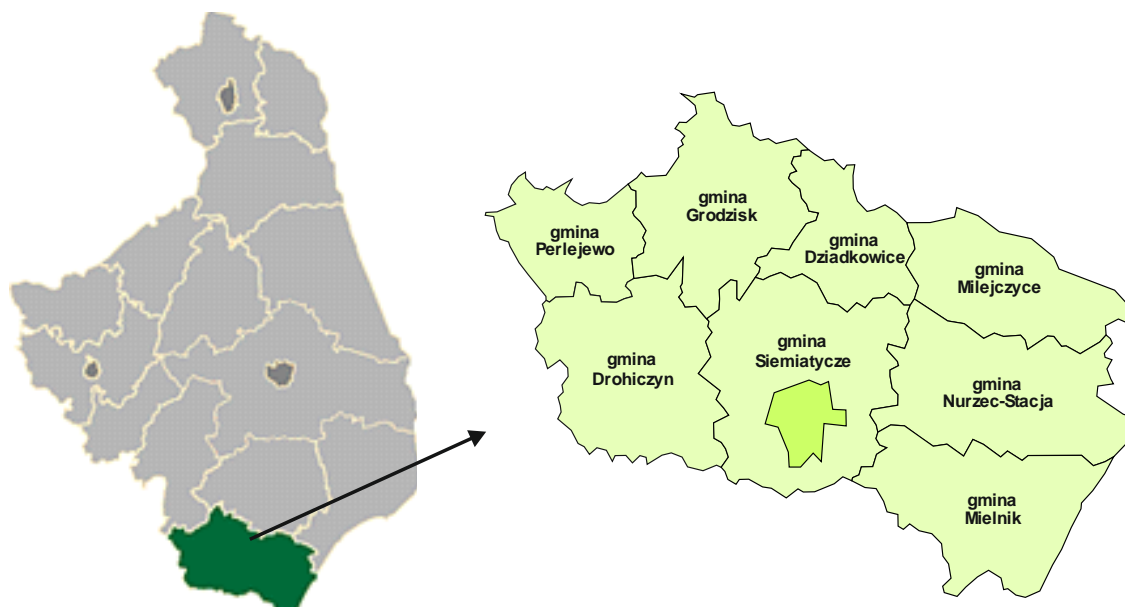 gmina
Grodzisk
gmina
Perlejewo
gmina
Dziadkowice
gmina
Milejczyce
gmina
Siemiatycze
gmina
Drohiczyn
gmina
Nurzec-Stacja
gmina
Mielnik